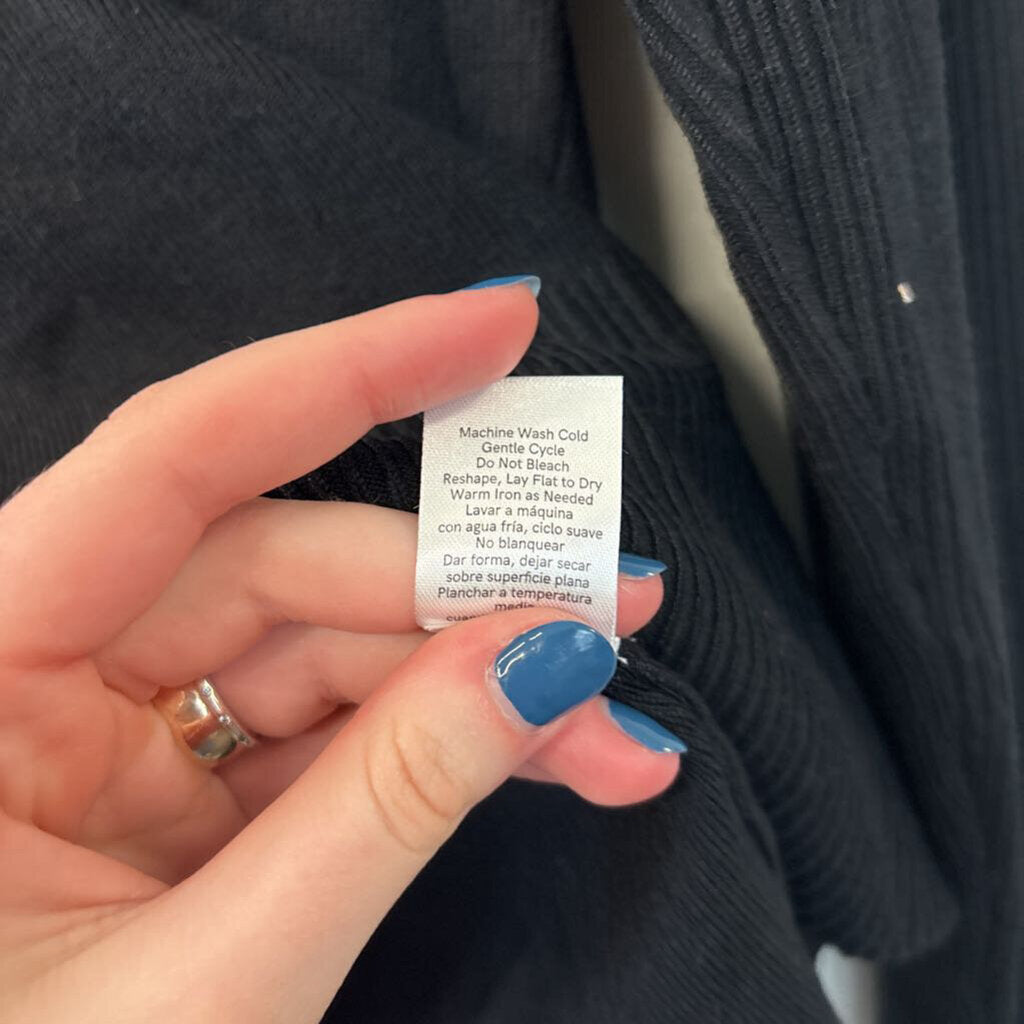 Machine Wash Cold
Gentle Cycle
Do Not Bleach
Reshape, Lay Flat to Dry
Warm Iron as Needed
Lavar a máquina
con agua fría, ciclo suave
No blanquear
Dar forma, dejar secar
sobre superficie plana
Planchar a temperatura